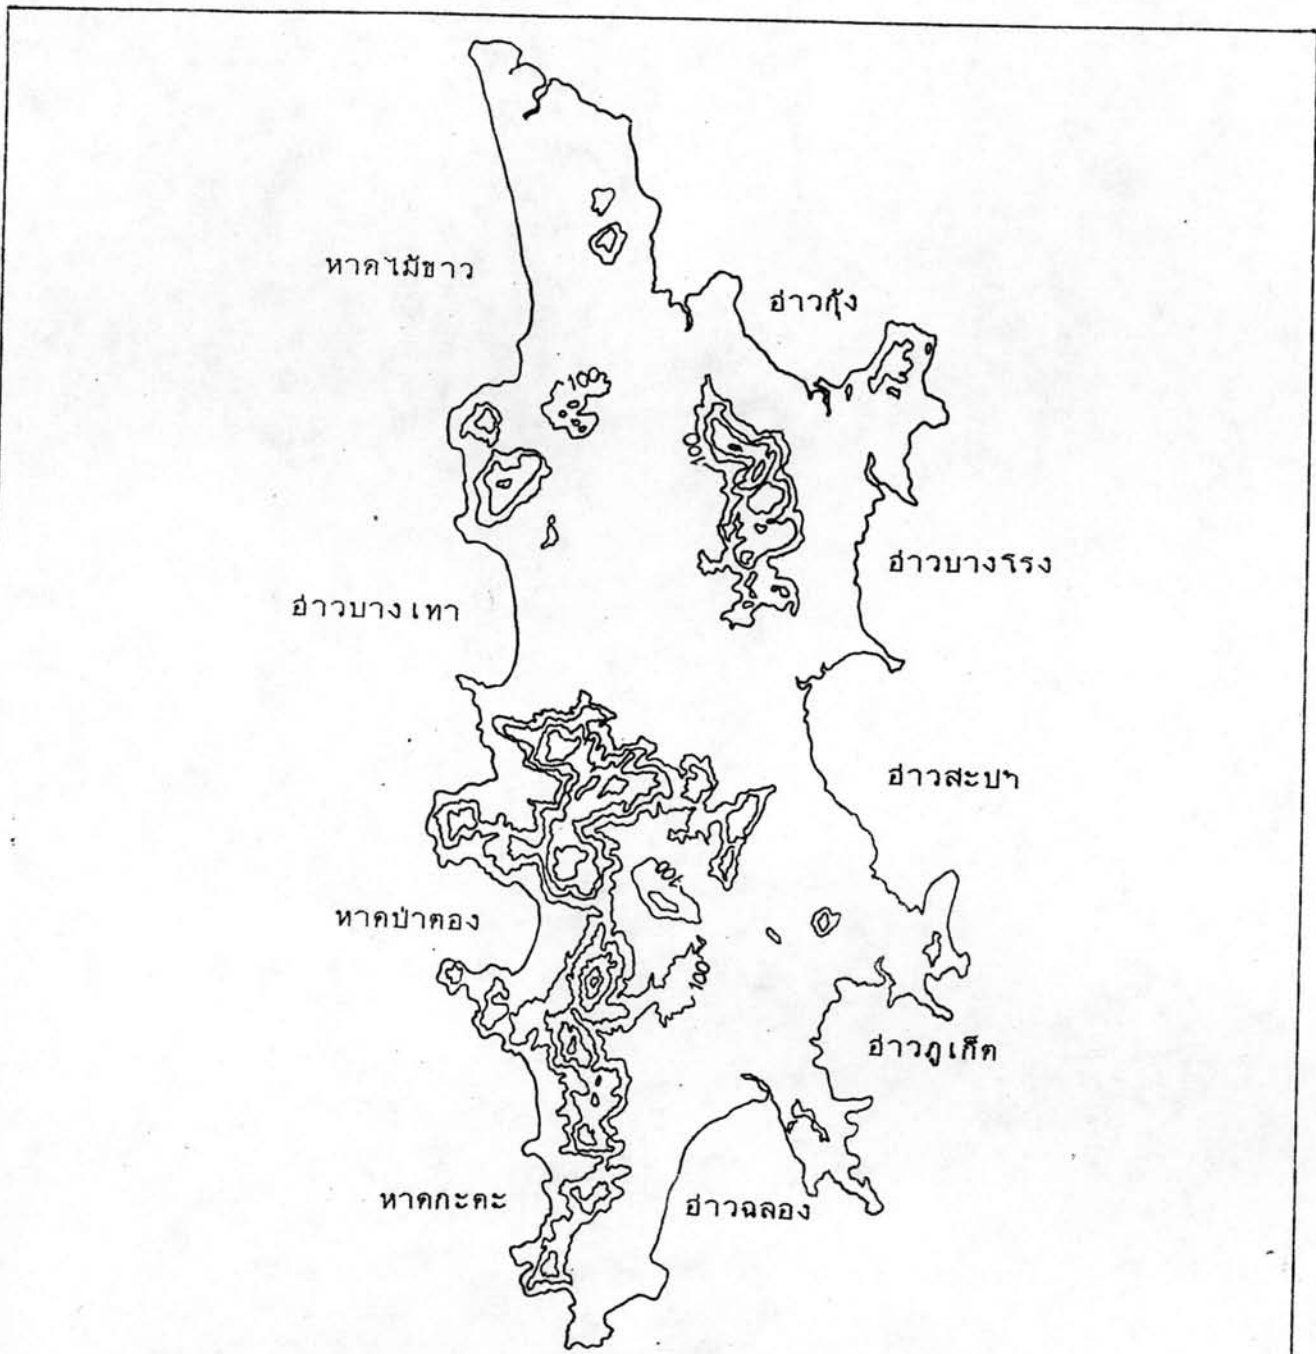 หาดไม้ขาว
อ่าวกุ้ง
100
100
อ่าวบางโรง
อ่าวบางเทา
อ่าวสะปำ
100
หาดป่าตอง
100
อ่าวภูเก็ต
หาดกะตะ
อ่าวฉลอง